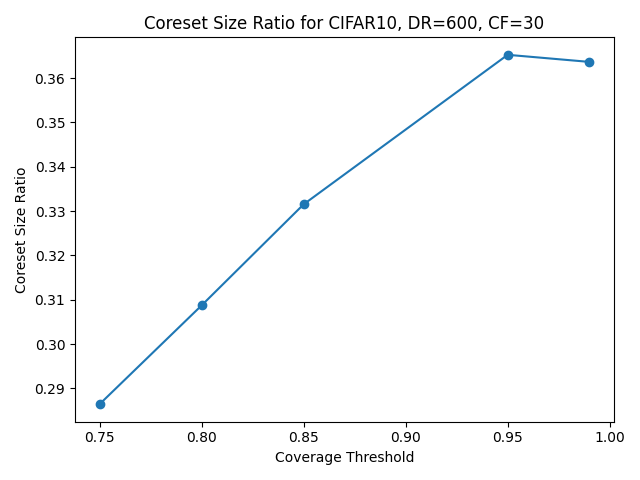 Coreset Size Ratio for CIFAR10, DR=600, CF=30
Coreset Size Ratio
0.36
0.35
0.34
0.33
0.32
0.31
0.30
0.29
0.75 0.80 0.85 0.90 0.95 1.00
Coverage Threshold